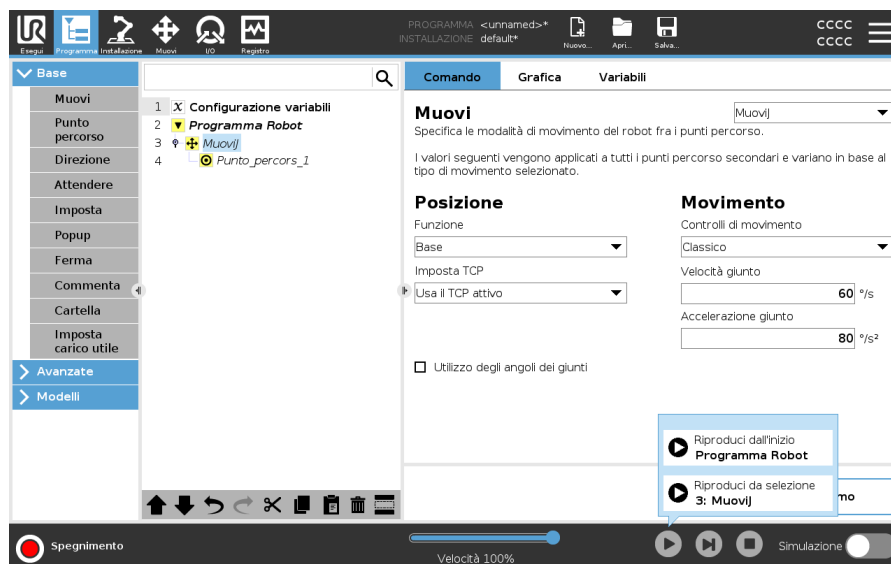 PROGRAMMA <unnamed>*
INSTALLAZIONE default*
UR
Esegui
Programma
Installazione
Muovi
I/O
Registro
Nuovo...
Apri...
Salva...
CCCC
CCCC
Base
Muovi
Punto
percorso
Direzione
Attendere
Imposta
Popup
Ferma
Commenta
Cartella
Imposta
carico utile
Avanzate
Modelli
1 X Configurazione variabili
2 Programma Robot
3 MuoviJ
4 Punto_percors_1
Comando Grafica Variabili
Muovi
MuoviJ
Specifica le modalità di movimento del robot fra i punti percorso.
I valori seguenti vengono applicati a tutti i punti percorso secondari e variano in base al
tipo di movimento selezionato.
Posizione
Funzione
Base
Imposta TCP
Usa il TCP attivo
Utilizzo degli angoli dei giunti
Movimento
Controlli di movimento
Classico
Velocità giunto
60 °/s
Accelerazione giunto
80 °/s²
Riproduci dall'inizio
Programma Robot
Riproduci da selezione
3: MuoviJ
mo
Spegnimento
Velocità 100%
Simulazione